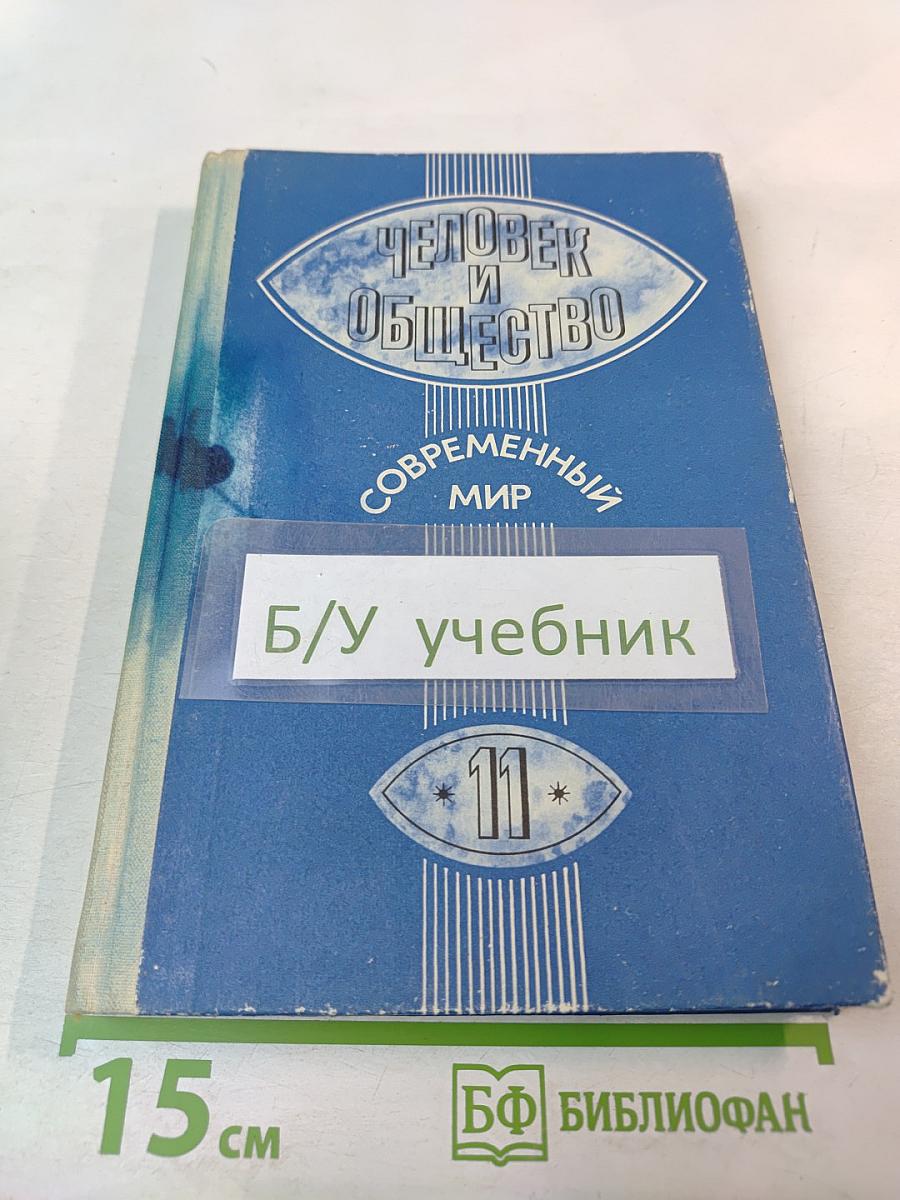 ЧЕЛОВЕК
И
ОБЩЕСТВО
СОВРЕМЕННЫЙ
МИР
Б/У учебник
11
15 см
БФ БИБЛИОФАН